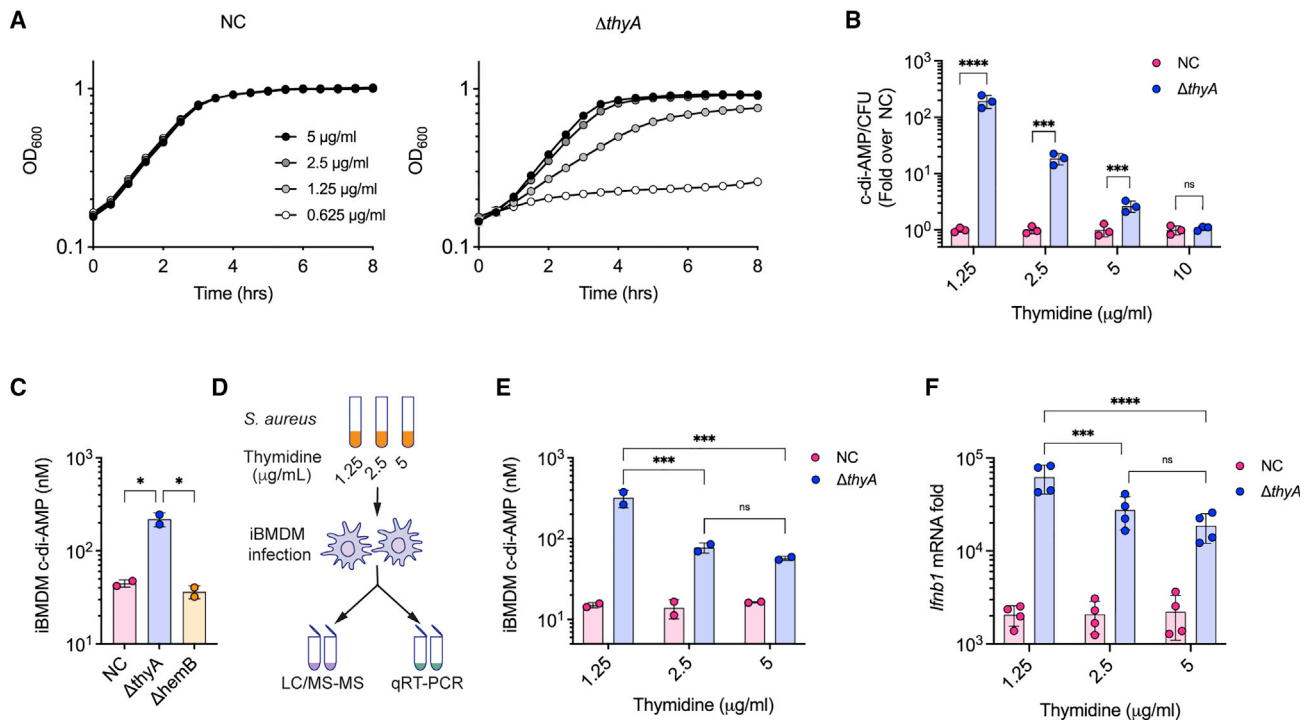 A
NC
OD600
1
0.1
0
2
4
6
8
Time (hrs)
5 µg/ml
2.5 µg/ml
1.25 µg/ml
0.625 µg/ml
ΔthyA
OD600
1
0.1
0
2
4
6
8
Time (hrs)
B
c-di-AMP/CFU
(Fold over NC)
10³
10²
10¹
10⁰
****
***
***
ns
NC
ΔthyA
1.25
2.5
5
10
Thymidine (µg/ml)
C
iBMDM c-di-AMP (nM)
10³
10²
10¹
*
*
NC
ΔthyA
ΔhemB
D
S. aureus
Thymidine
(µg/mL)
1.25
2.5
5
iBMDM
infection
LC/MS-MS
qRT-PCR
E
iBMDM c-di-AMP (nM)
10³
10²
10¹
***
***
ns
NC
ΔthyA
1.25
2.5
5
Thymidine (µg/ml)
F
Ifnb1 mRNA fold
10⁵
10⁴
10³
****
***
ns
NC
ΔthyA
1.25
2.5
5
Thymidine (µg/ml)